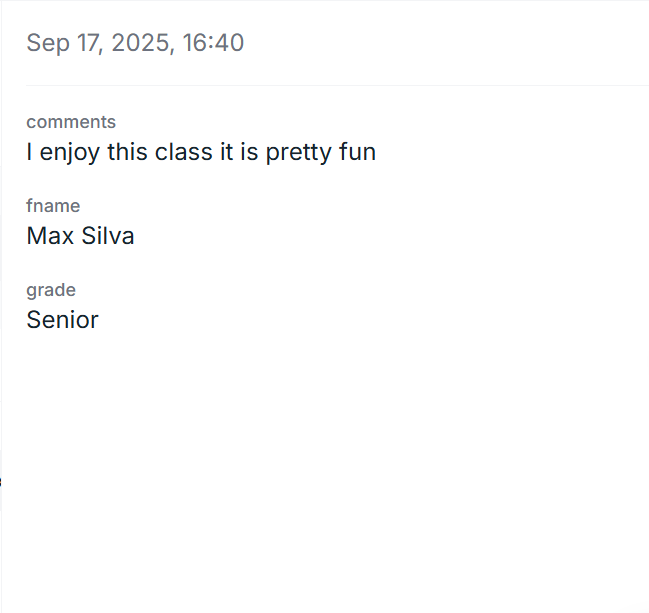 Sep 17, 2025, 16:40
comments
I enjoy this class it is pretty fun
fname
Max Silva
grade
Senior